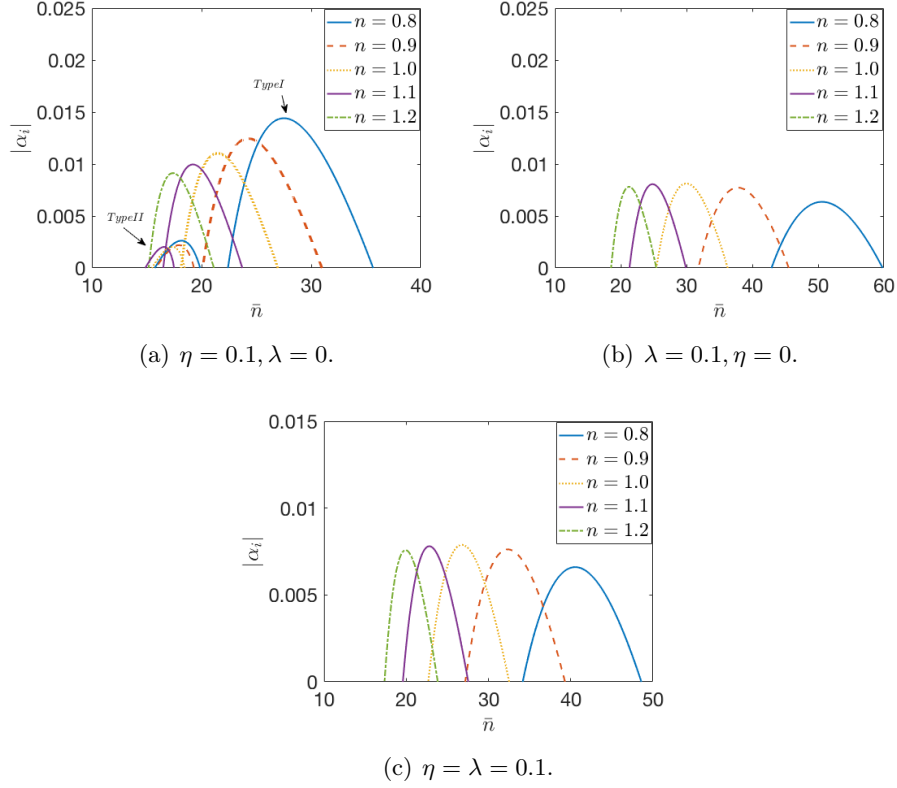 0.025
0.02
0.015
0.01
0.005
0
|α_i|
n = 0.8
n = 0.9
n = 1.0
n = 1.1
n = 1.2
TypeI
TypeII
10 20 30 40
n̄
(a) η = 0.1, λ = 0.
0.025
0.02
0.015
0.01
0.005
0
|α_i|
n = 0.8
n = 0.9
n = 1.0
n = 1.1
n = 1.2
10 20 30 40 50 60
n̄
(b) λ = 0.1, η = 0.
0.015
0.01
0.005
0
|α_i|
n = 0.8
n = 0.9
n = 1.0
n = 1.1
n = 1.2
10 20 30 40 50
n̄
(c) η = λ = 0.1.